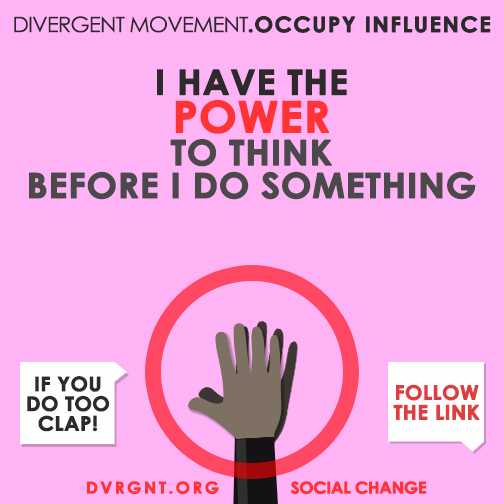 DIVERGENT MOVEMENT.OCCUPY INFLUENCE
I HAVE THE
POWER
TO THINK
BEFORE I DO SOMETHING
IF YOU
DO TOO
CLAP!
FOLLOW
THE LINK
DVRGNT.ORG
SOCIAL CHANGE